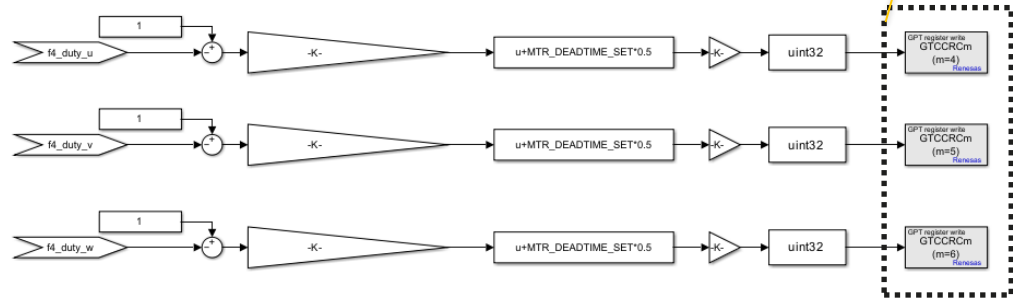 1
f4_duty_u
-K-
u+MTR_DEADTIME_SET*0.5
-K-
uint32
GPT register write
GTCCRCm
(m=4)
Renesas
1
f4_duty_v
-K-
u+MTR_DEADTIME_SET*0.5
-K-
uint32
GPT register write
GTCCRCm
(m=5)
Renesas
1
f4_duty_w
-K-
u+MTR_DEADTIME_SET*0.5
-K-
uint32
GPT register write
GTCCRCm
(m=6)
Renesas